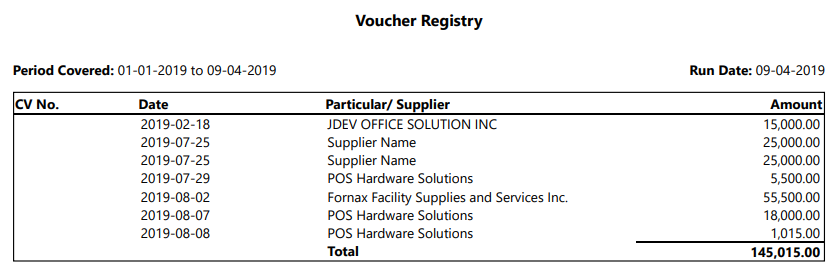 Voucher Registry
Period Covered: 01-01-2019 to 09-04-2019 Run Date: 09-04-2019
CV No. Date Particular/ Supplier Amount
2019-02-18 JDEV OFFICE SOLUTION INC 15,000.00
2019-07-25 Supplier Name 25,000.00
2019-07-25 Supplier Name 25,000.00
2019-07-29 POS Hardware Solutions 5,500.00
2019-08-02 Fornax Facility Supplies and Services Inc. 55,500.00
2019-08-07 POS Hardware Solutions 18,000.00
2019-08-08 POS Hardware Solutions 1,015.00
Total 145,015.00